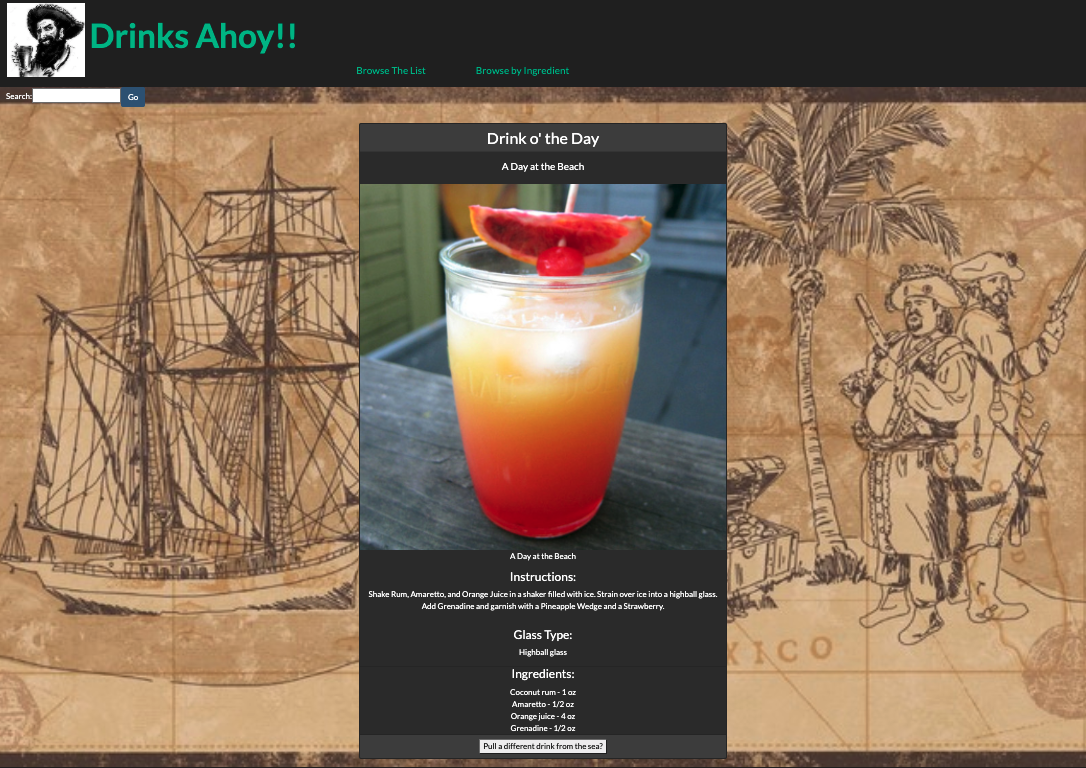 Drinks Ahoy!!
Browse The List
Browse by Ingredient
Search:
Go
Drink o' the Day
A Day at the Beach
A Day at the Beach
Instructions:
Shake Rum, Amaretto, and Orange Juice in a shaker filled with ice. Strain over ice into a highball glass.
Add Grenadine and garnish with a Pineapple Wedge and a Strawberry.
Glass Type:
Highball glass
XICO
Ingredients:
Coconut rum - 1 oz
Amaretto - 1/2 oz
Orange juice - 4 oz
Grenadine - 1/2 oz
Pull a different drink from the sea?